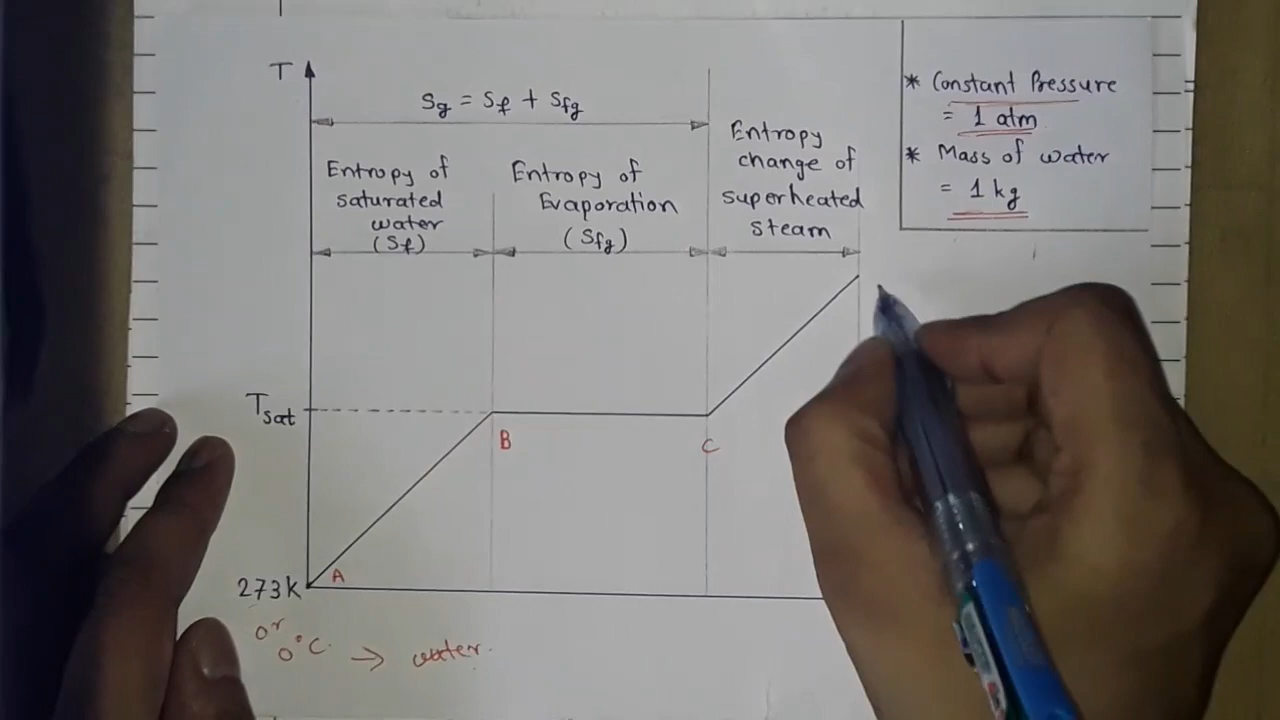 T
Sg = Sf + Sfg
Entropy of
saturated
water
(Sf)
Entropy of
Evaporation
(Sfg)
Entropy
change of
superheated
steam
* Constant Pressure
= 1 atm
* Mass of water
= 1 kg
Tsat
B
C
A
273K
or
0°C. → water.